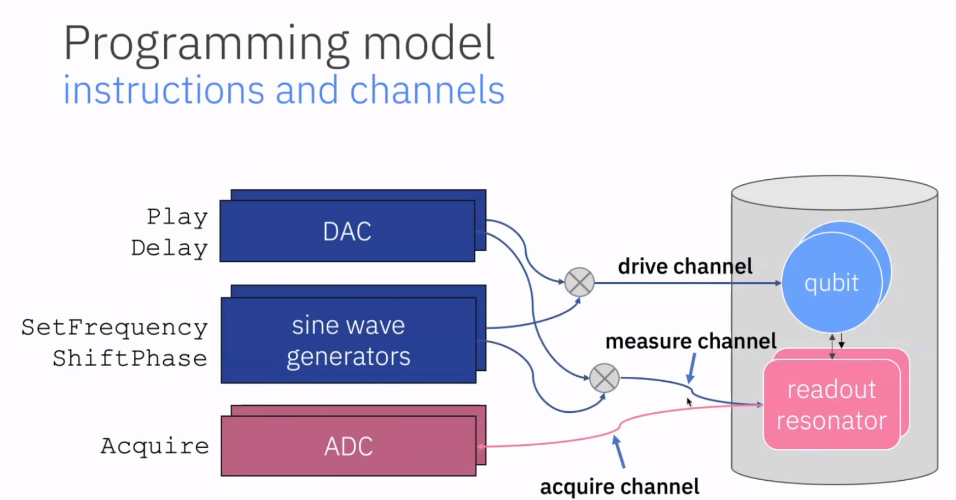 Programming model
instructions and channels
Play
Delay
DAC
drive channel
qubit
SetFrequency
ShiftPhase
sine wave
generators
measure channel
readout
resonator
Acquire
ADC
acquire channel